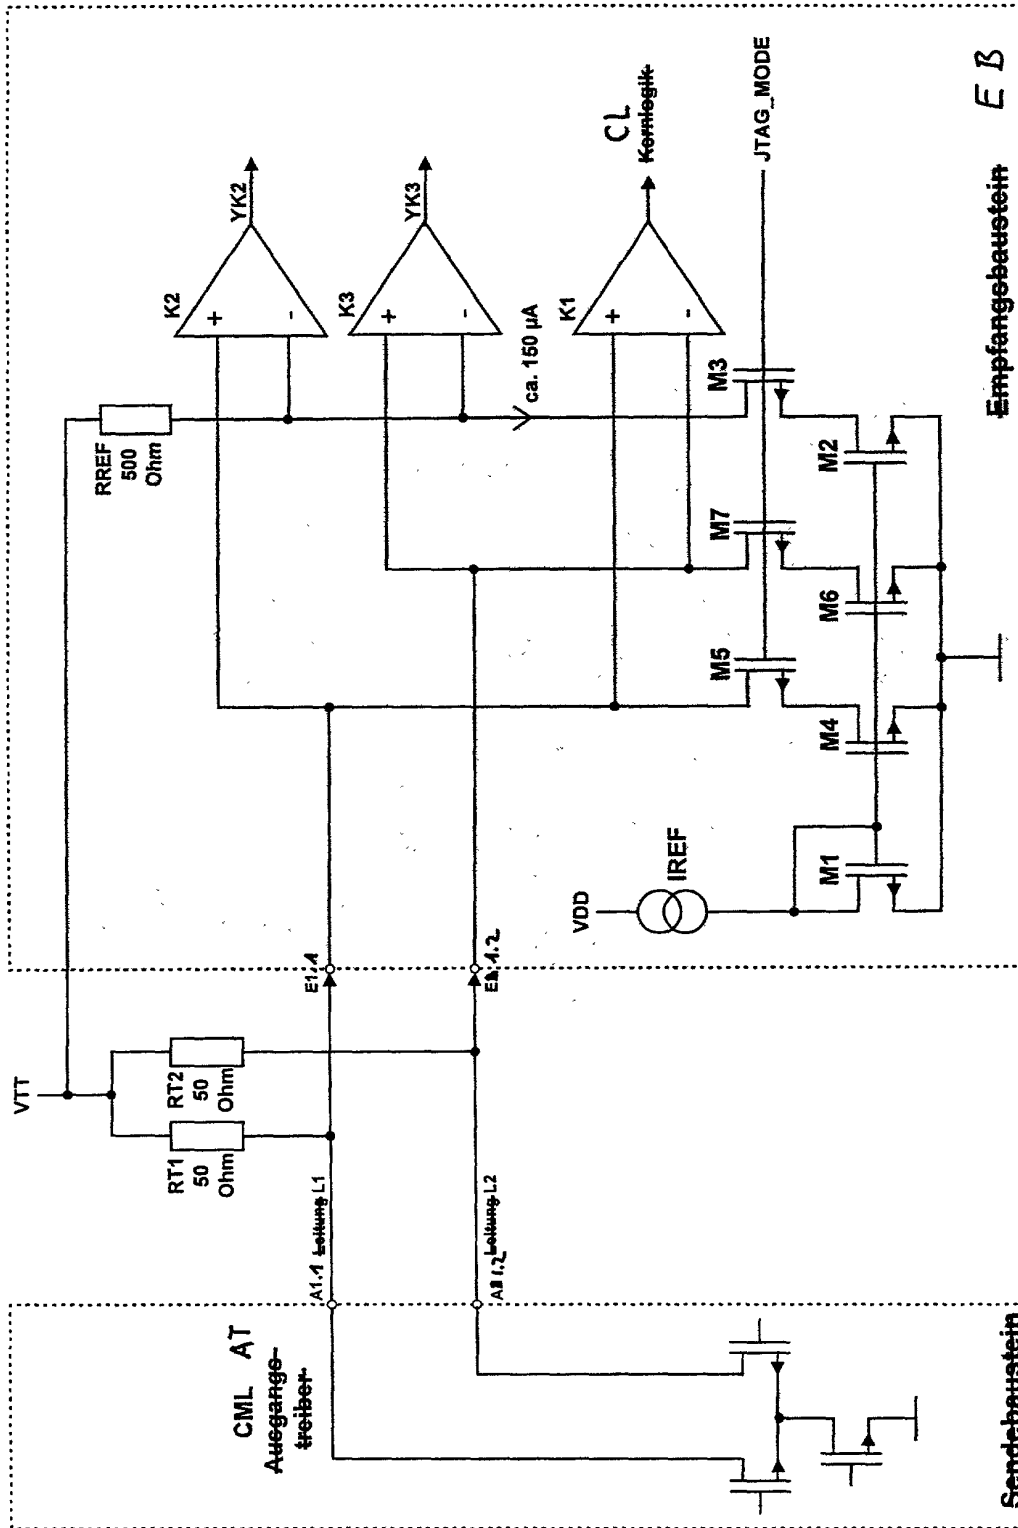 VTT
RT1
50
Ohm
RT2
50
Ohm
RREF
500
Ohm
CML AT
Ausgangs-
treiber
A1.1 Leitung L1
A1.2 Leitung L2
E1.1
E1.2
K2
+
-
YK2
K3
+
-
YK3
ca. 150 µA
K1
+
-
CL
Kernlogik
VDD
IREF
M1
M4
M5
M6
M7
M2
M3
JTAG_MODE
Sendebaustein
Empfangsbaustein
E B